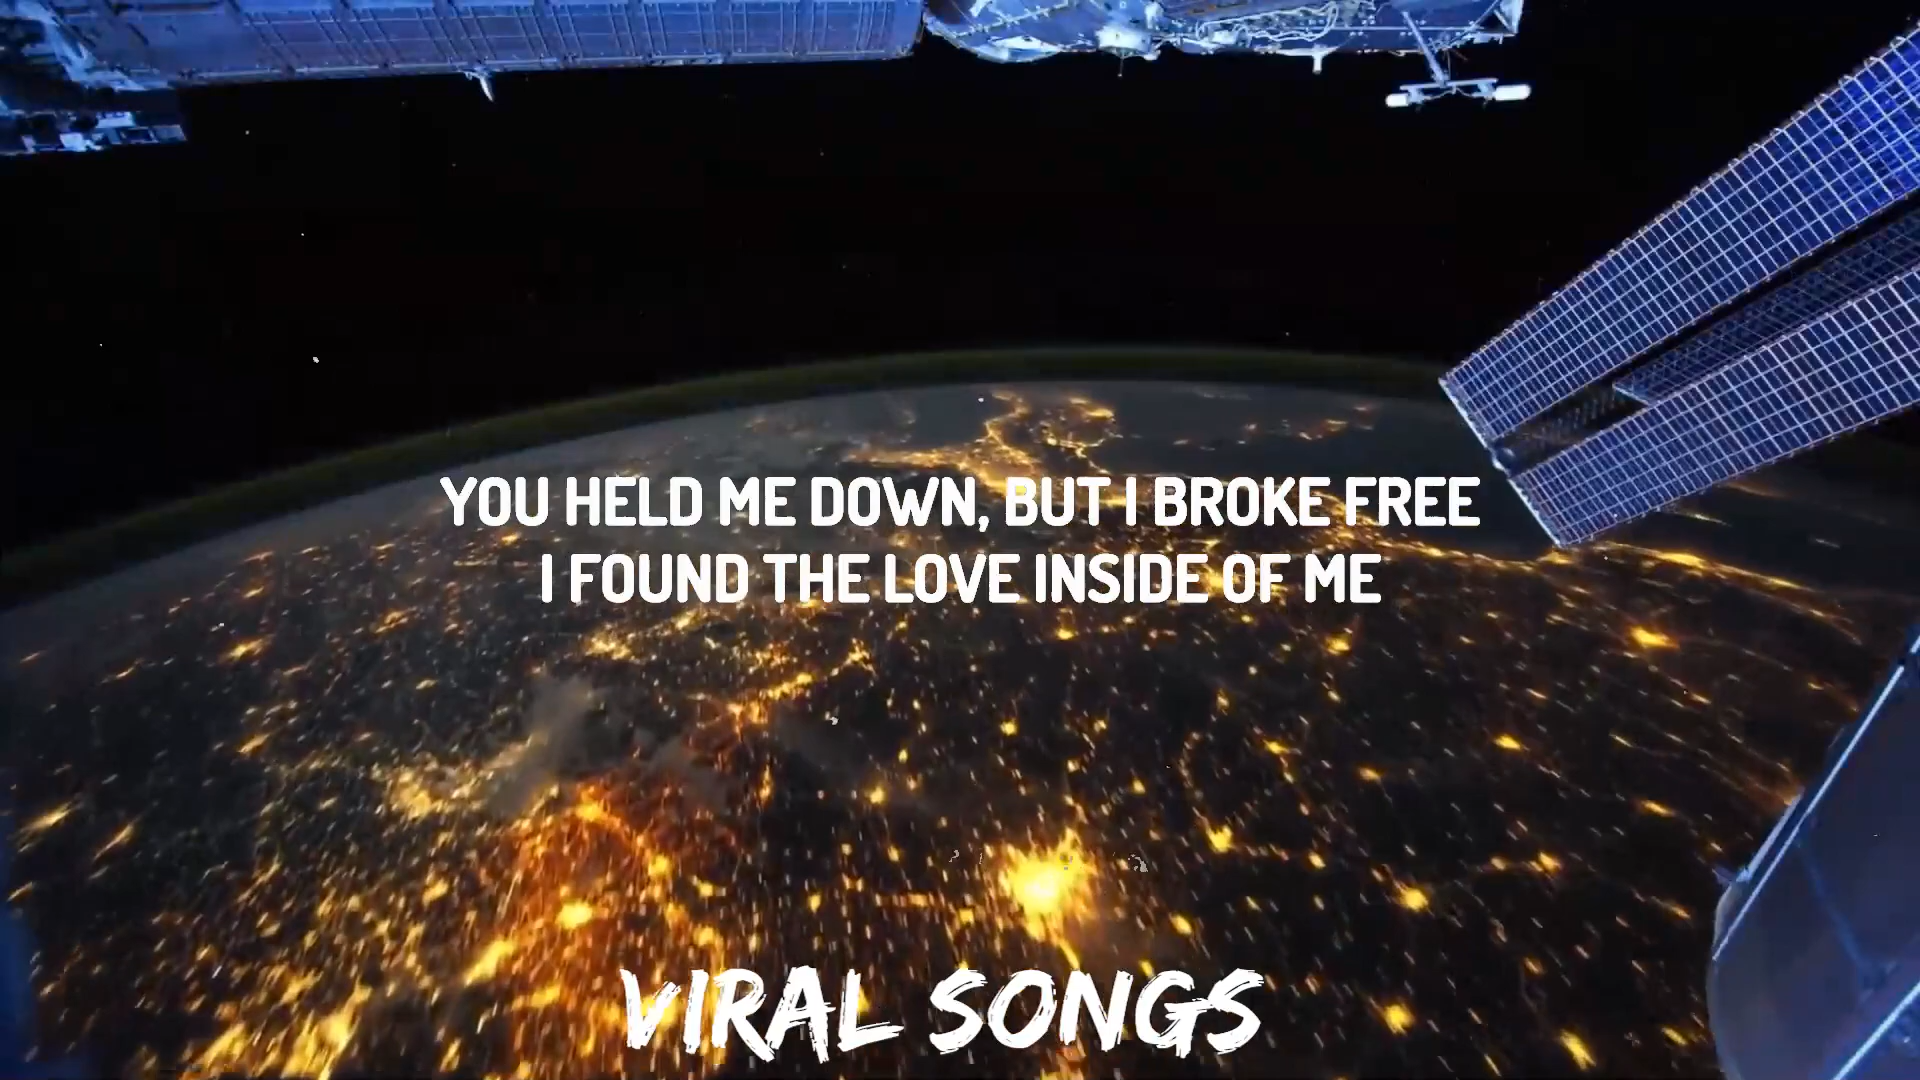 YOU HELD ME DOWN, BUT I BROKE FREE
I FOUND THE LOVE INSIDE OF ME
VIRAL SONGS